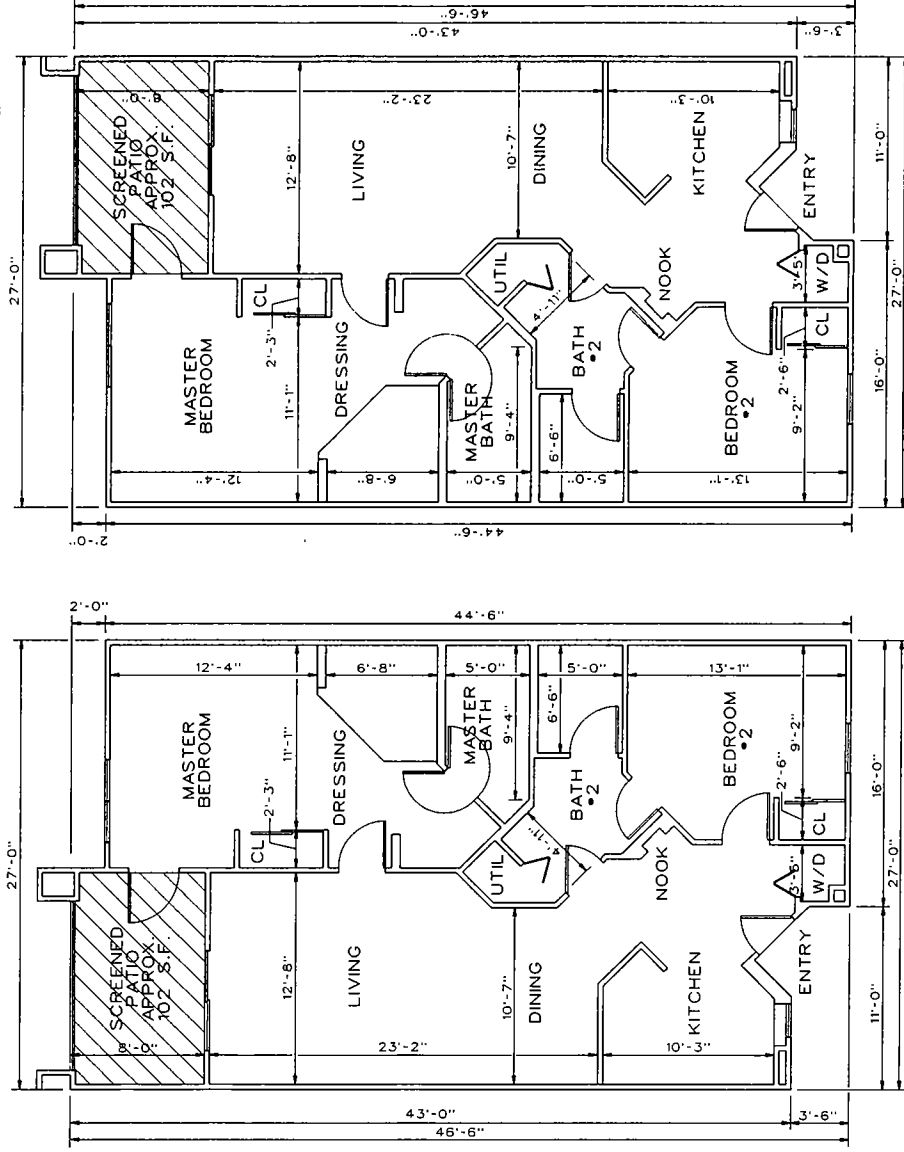 46'-6"
43'-0"
3'-6"
27'-0"
8'-0"
23'-2"
10'-3"
SCREENED
PATIO
APPROX.
102 S.F.
12'-8"
LIVING
10'-7"
DINING
KITCHEN
ENTRY
11'-0"
UTIL
NOOK
3'-5"
W/D
27'-0"
CL
2'-3"
4'-11"
CL
2'-6"
16'-0"
MASTER
BEDROOM
11'-1"
DRESSING
MASTER
BATH
9'-4"
BATH
#2
6'-6"
BEDROOM
#2
9'-2"
12'-4"
6'-8"
5'-0"
5'-0"
13'-1"
2'-0"
44'-6"
2'-0"
44'-6"
27'-0"
12'-4"
6'-8"
5'-0"
5'-0"
13'-1"
MASTER
BEDROOM
11'-1"
DRESSING
MASTER
BATH
9'-4"
6'-6"
BATH
#2
BEDROOM
#2
9'-2"
2'-6"
16'-0"
CL
2'-3"
4'-11"
CL
UTIL
NOOK
3'-6"
W/D
27'-0"
SCREENED
PATIO
APPROX.
102 S.F.
12'-8"
LIVING
10'-7"
DINING
KITCHEN
ENTRY
11'-0"
8'-0"
23'-2"
10'-3"
43'-0"
3'-6"
46'-6"